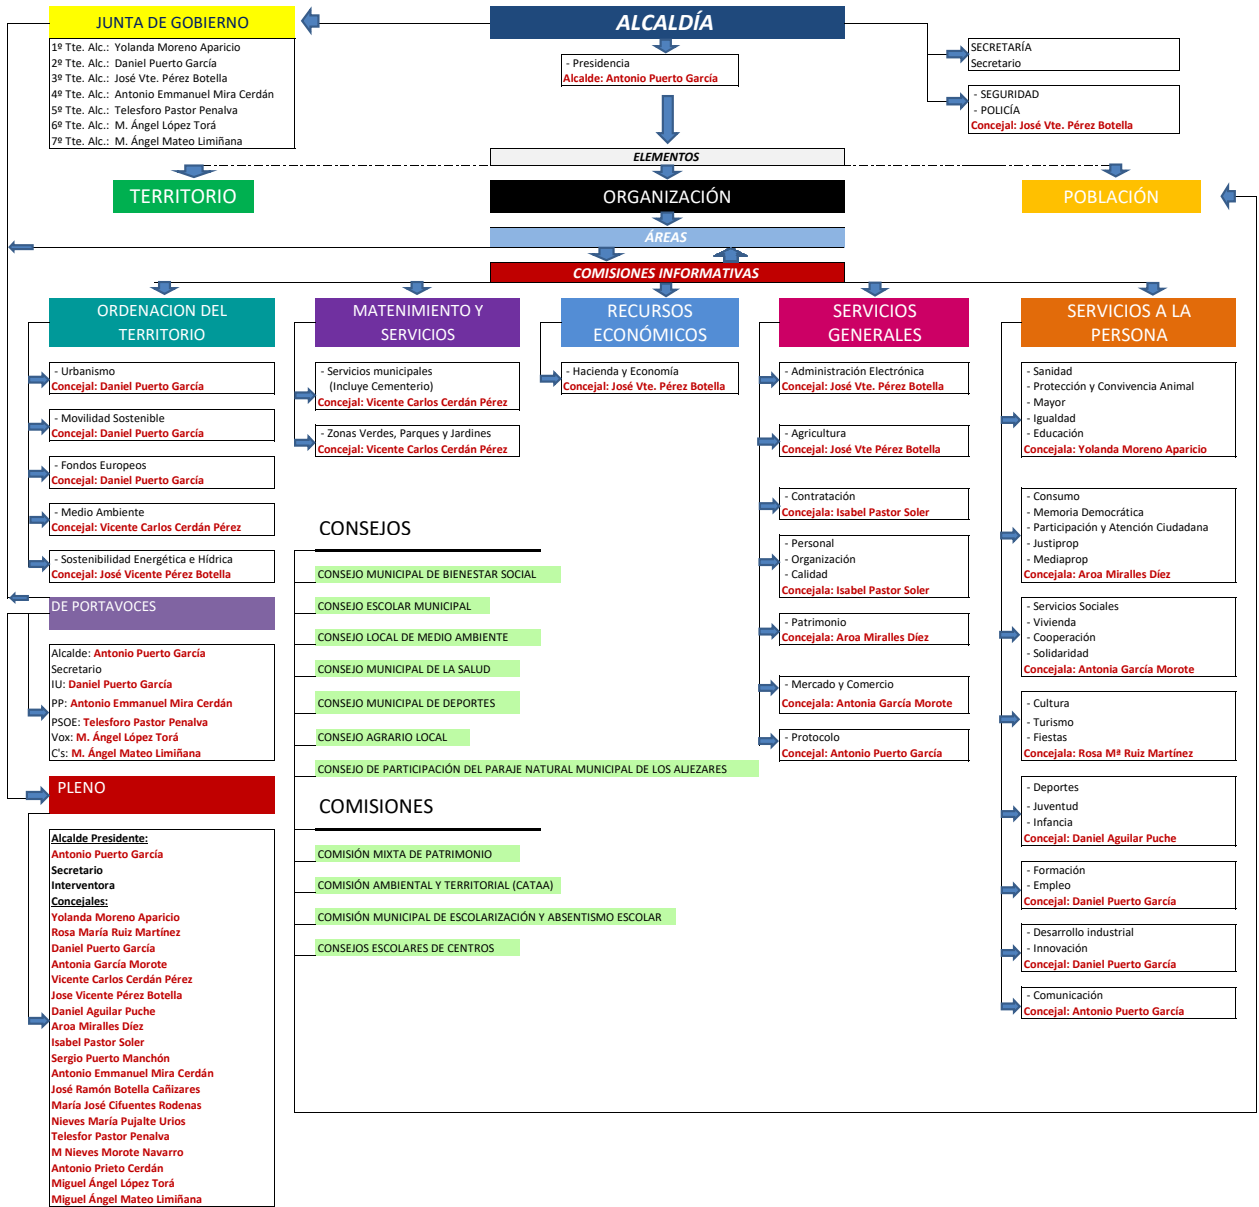 JUNTA DE GOBIERNO
1º Tte. Alc.: Yolanda Moreno Aparicio
2º Tte. Alc.: Daniel Puerto García
3º Tte. Alc.: José Vte. Pérez Botella
4º Tte. Alc.: Antonio Emmanuel Mira Cerdán
5º Tte. Alc.: Telesforo Pastor Penalva
6º Tte. Alc.: M. Ángel López Torá
7º Tte. Alc.: M. Ángel Mateo Limiñana
ALCALDÍA
- Presidencia
Alcalde: Antonio Puerto García
SECRETARÍA
Secretario
- SEGURIDAD
- POLICÍA
Concejal: José Vte. Pérez Botella
ELEMENTOS
TERRITORIO
ORGANIZACIÓN
POBLACIÓN
ÁREAS
COMISIONES INFORMATIVAS
ORDENACION DEL
TERRITORIO
- Urbanismo
Concejal: Daniel Puerto García
- Movilidad Sostenible
Concejal: Daniel Puerto García
- Fondos Europeos
Concejal: Daniel Puerto García
- Medio Ambiente
Concejal: Vicente Carlos Cerdán Pérez
- Sostenibilidad Energética e Hídrica
Concejal: José Vicente Pérez Botella
MATENIMIENTO Y
SERVICIOS
- Servicios municipales
(Incluye Cementerio)
Concejal: Vicente Carlos Cerdán Pérez
- Zonas Verdes, Parques y Jardines
Concejal: Vicente Carlos Cerdán Pérez
RECURSOS
ECONÓMICOS
- Hacienda y Economía
Concejal: José Vte. Pérez Botella
SERVICIOS
GENERALES
- Administración Electrónica
Concejal: José Vte. Pérez Botella
- Agricultura
Concejal: José Vte Pérez Botella
- Contratación
Concejala: Isabel Pastor Soler
- Personal
- Organización
- Calidad
Concejala: Isabel Pastor Soler
- Patrimonio
Concejala: Aroa Miralles Díez
- Mercado y Comercio
Concejala: Antonia García Morote
- Protocolo
Concejal: Antonio Puerto García
SERVICIOS A LA
PERSONA
- Sanidad
- Protección y Convivencia Animal
- Mayor
- Igualdad
- Educación
Concejala: Yolanda Moreno Aparicio
- Consumo
- Memoria Democrática
- Participación y Atención Ciudadana
- Justiprop
- Mediaprop
Concejala: Aroa Miralles Díez
- Servicios Sociales
- Vivienda
- Cooperación
- Solidaridad
Concejala: Antonia García Morote
- Cultura
- Turismo
- Fiestas
Concejala: Rosa Mª Ruiz Martínez
- Deportes
- Juventud
- Infancia
Concejal: Daniel Aguilar Puche
- Formación
- Empleo
Concejal: Daniel Puerto García
- Desarrollo industrial
- Innovación
Concejal: Daniel Puerto García
- Comunicación
Concejal: Antonio Puerto García
CONSEJOS
CONSEJO MUNICIPAL DE BIENESTAR SOCIAL
CONSEJO ESCOLAR MUNICIPAL
CONSEJO LOCAL DE MEDIO AMBIENTE
CONSEJO MUNICIPAL DE LA SALUD
CONSEJO MUNICIPAL DE DEPORTES
CONSEJO AGRARIO LOCAL
CONSEJO DE PARTICIPACIÓN DEL PARAJE NATURAL MUNICIPAL DE LOS ALJEZARES
COMISIONES
COMISIÓN MIXTA DE PATRIMONIO
COMISIÓN AMBIENTAL Y TERRITORIAL (CATAA)
COMISIÓN MUNICIPAL DE ESCOLARIZACIÓN Y ABSENTISMO ESCOLAR
CONSEJOS ESCOLARES DE CENTROS
DE PORTAVOCES
Alcalde: Antonio Puerto García
Secretario
IU: Daniel Puerto García
PP: Antonio Emmanuel Mira Cerdán
PSOE: Telesforo Pastor Penalva
Vox: M. Ángel López Torá
C's: M. Ángel Mateo Limiñana
PLENO
Alcalde Presidente:
Antonio Puerto García
Secretario
Interventora
Concejales:
Yolanda Moreno Aparicio
Rosa María Ruiz Martínez
Daniel Puerto García
Antonia García Morote
Vicente Carlos Cerdán Pérez
Jose Vicente Pérez Botella
Daniel Aguilar Puche
Aroa Miralles Díez
Isabel Pastor Soler
Sergio Puerto Manchón
Antonio Emmanuel Mira Cerdán
José Ramón Botella Cañizares
María José Cifuentes Rodenas
Nieves María Pujalte Urios
Telesfor Pastor Penalva
M Nieves Morote Navarro
Antonio Prieto Cerdán
Miguel Ángel López Torá
Miguel Ángel Mateo Limiñana